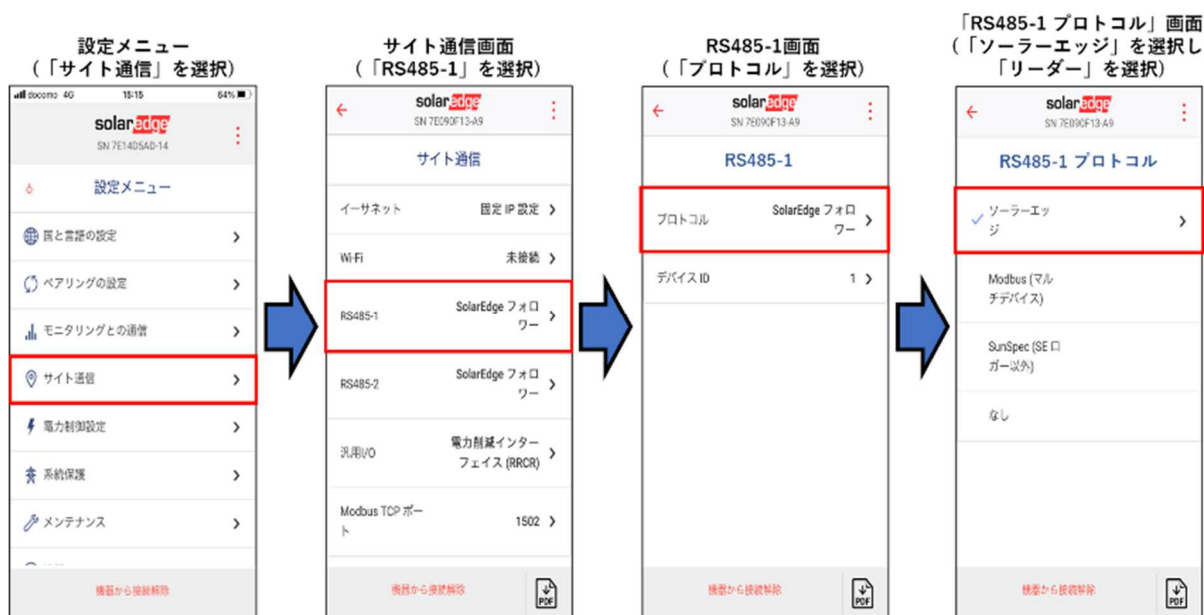 設定メニュー
(「サイト通信」を選択)
docomo 4G 15:15 64%
solaredge
SN 7E14D5AD-14
設定メニュー
国と言語の設定
ペアリングの設定
モニタリングとの通信
サイト通信
電力制御設定
系統保護
メンテナンス
機器から接続解除
サイト通信画面
(「RS485-1」を選択)
solaredge
SN 7E090F13-A9
サイト通信
イーサネット 固定 IP 設定
Wi-Fi 未接続
RS485-1 SolarEdge フォロ
ワー
RS485-2 SolarEdge フォロ
ワー
汎用I/O 電力削減インター
フェイス (RRCR)
Modbus TCP ポー
ト 1502
機器から接続解除
PDF
RS485-1画面
(「プロトコル」を選択)
solaredge
SN 7E090F13-A9
RS485-1
プロトコル SolarEdge フォロ
ワー
デバイス ID 1
機器から接続解除
PDF
「RS485-1 プロトコル」画面
(「ソーラーエッジ」を選択し
「リーダー」を選択)
solaredge
SN 7E090F13-A9
RS485-1 プロトコル
ソーラーエッ
ジ
Modbus (マル
チデバイス)
SunSpec (SE ロ
ガー以外)
なし
機器から接続解除
PDF